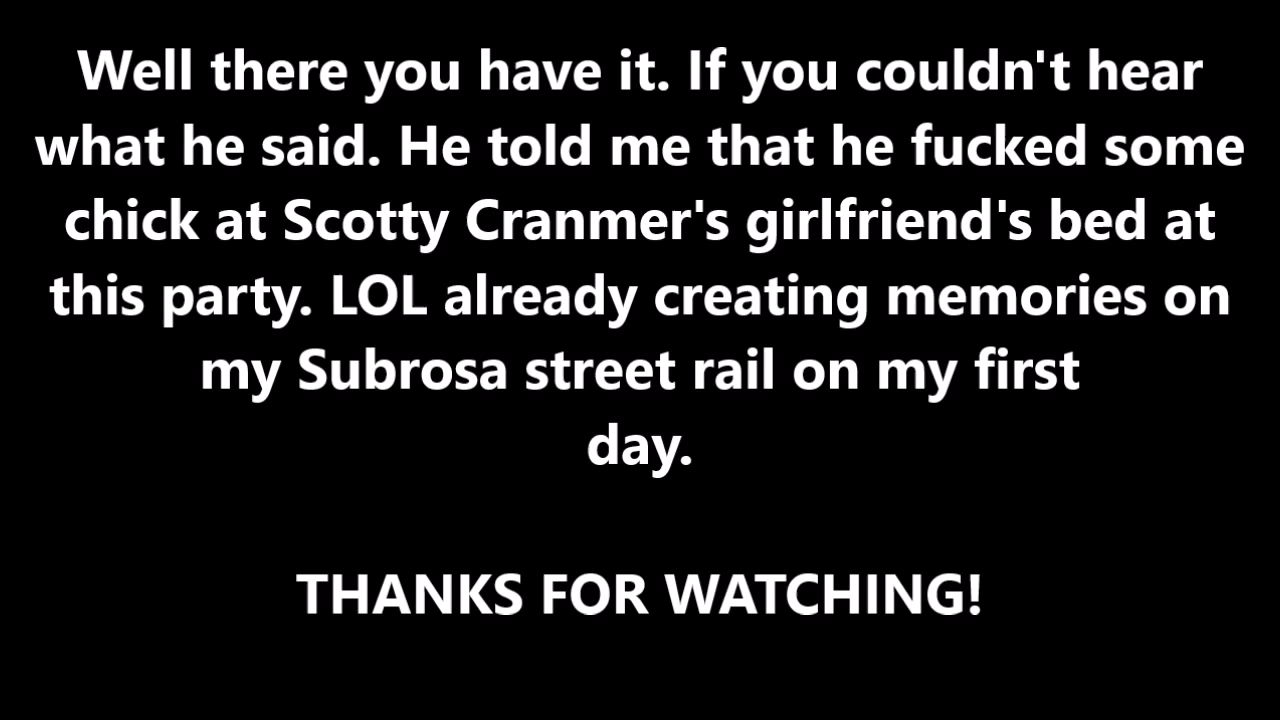 Well there you have it. If you couldn't hear
what he said. He told me that he fucked some
chick at Scotty Cranmer's girlfriend's bed at
this party. LOL already creating memories on
my Subrosa street rail on my first
day.
THANKS FOR WATCHING!